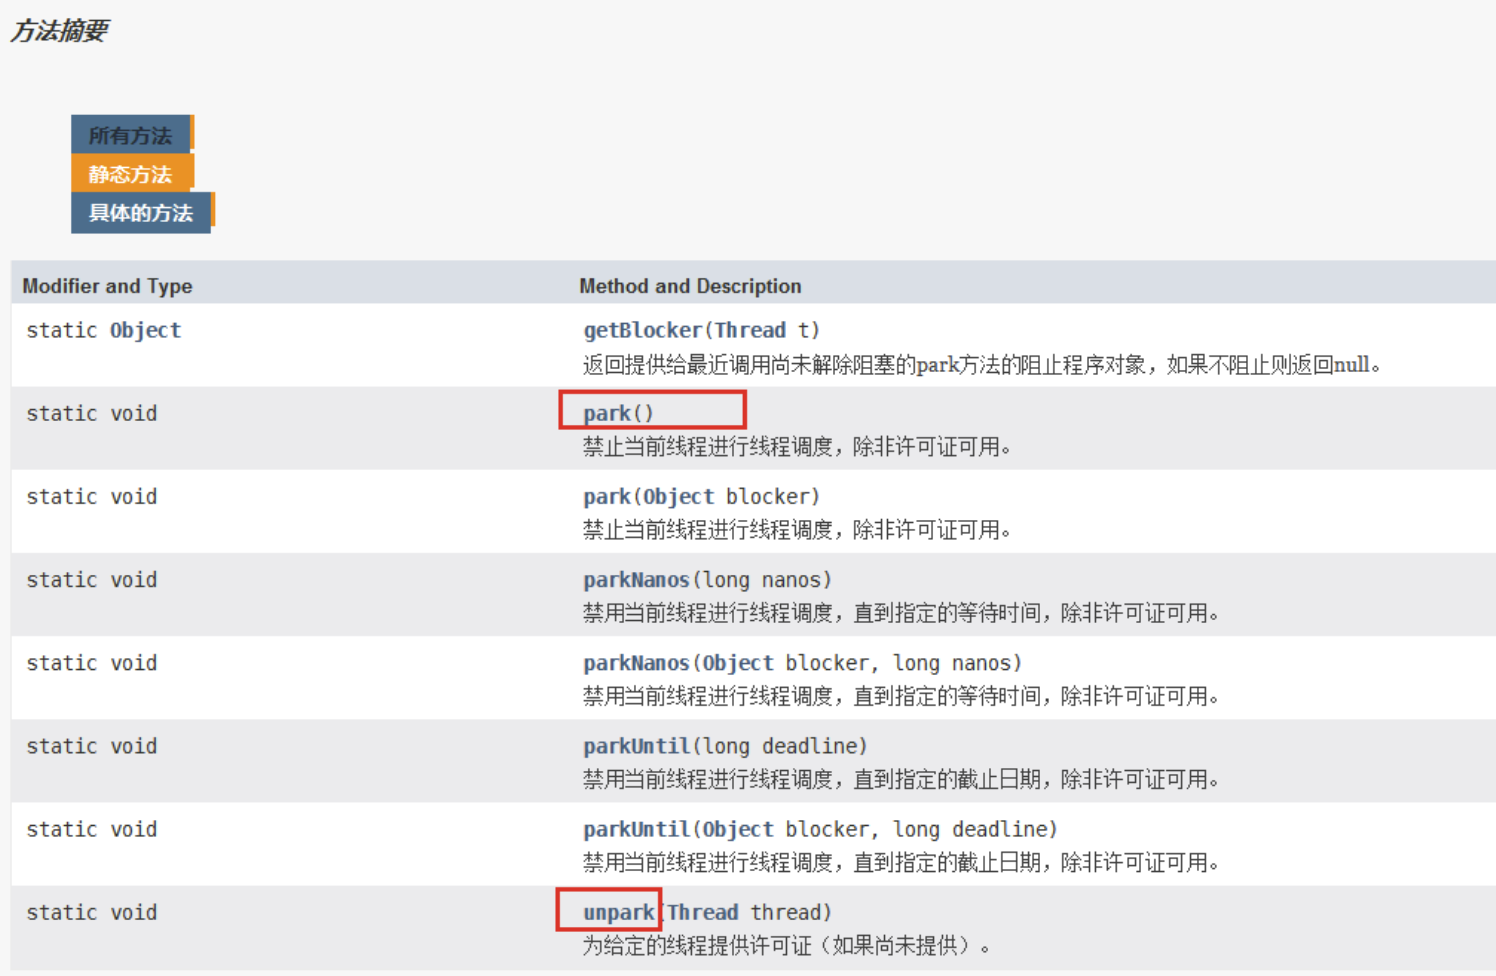 方法摘要
所有方法
静态方法
具体的方法
Modifier and Type Method and Description
static Object getBlocker(Thread t)
返回提供给最近调用尚未解除阻塞的park方法的阻止程序对象，如果不阻止则返回null。
static void park()
禁止当前线程进行线程调度，除非许可证可用。
static void park(Object blocker)
禁止当前线程进行线程调度，除非许可证可用。
static void parkNanos(long nanos)
禁用当前线程进行线程调度，直到指定的等待时间，除非许可证可用。
static void parkNanos(Object blocker, long nanos)
禁用当前线程进行线程调度，直到指定的等待时间，除非许可证可用。
static void parkUntil(long deadline)
禁用当前线程进行线程调度，直到指定的截止日期，除非许可证可用。
static void parkUntil(Object blocker, long deadline)
禁用当前线程进行线程调度，直到指定的截止日期，除非许可证可用。
static void unpark(Thread thread)
为给定的线程提供许可证（如果尚未提供）。